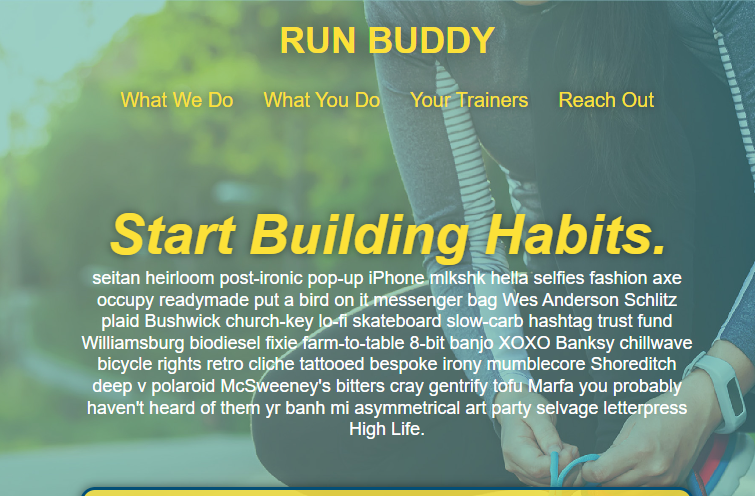 RUN BUDDY
What We Do What You Do Your Trainers Reach Out
Start Building Habits.
seitan heirloom post-ironic pop-up iPhone mlkshk hella selfies fashion axe
occupy readymade put a bird on it messenger bag Wes Anderson Schlitz
plaid Bushwick church-key lo-fi skateboard slow-carb hashtag trust fund
Williamsburg biodiesel fixie farm-to-table 8-bit banjo XOXO Banksy chillwave
bicycle rights retro cliche tattooed bespoke irony mumblecore Shoreditch
deep v polaroid McSweeney's bitters cray gentrify tofu Marfa you probably
haven't heard of them yr banh mi asymmetrical art party selvage letterpress
High Life.